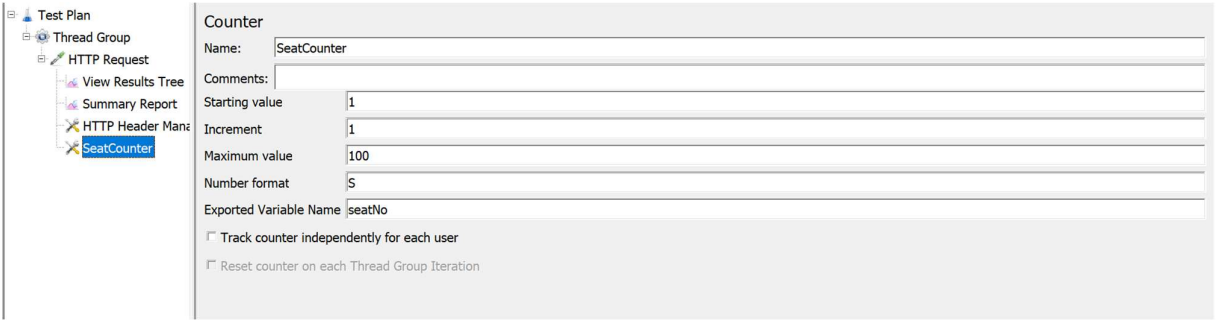 Test Plan
Thread Group
HTTP Request
View Results Tree
Summary Report
HTTP Header Mana
SeatCounter
Counter
Name: SeatCounter
Comments:
Starting value 1
Increment 1
Maximum value 100
Number format S
Exported Variable Name seatNo
Track counter independently for each user
Reset counter on each Thread Group Iteration